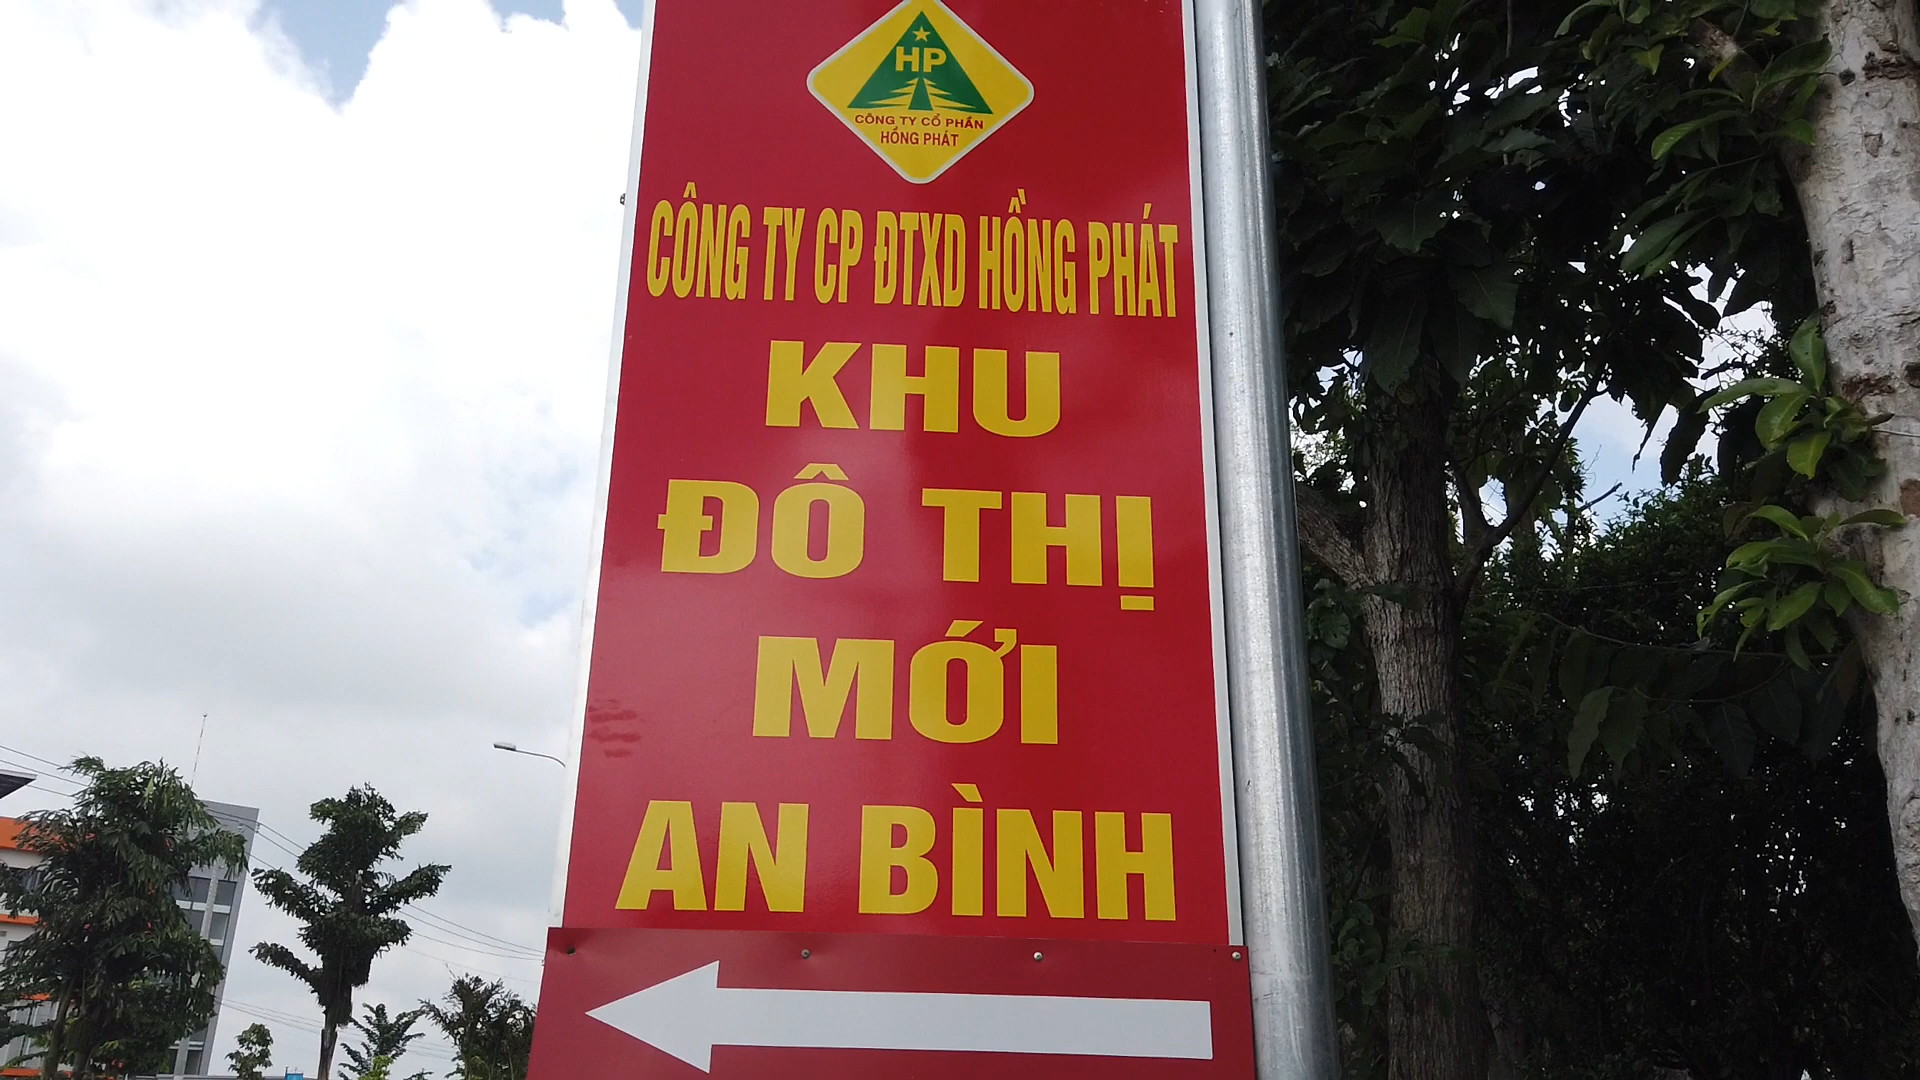 HP
CÔNG TY CỔ PHẦN
HỒNG PHÁT
CÔNG TY CP ĐTXD HỒNG PHÁT
KHU
ĐÔ THỊ
MỚI
AN BÌNH